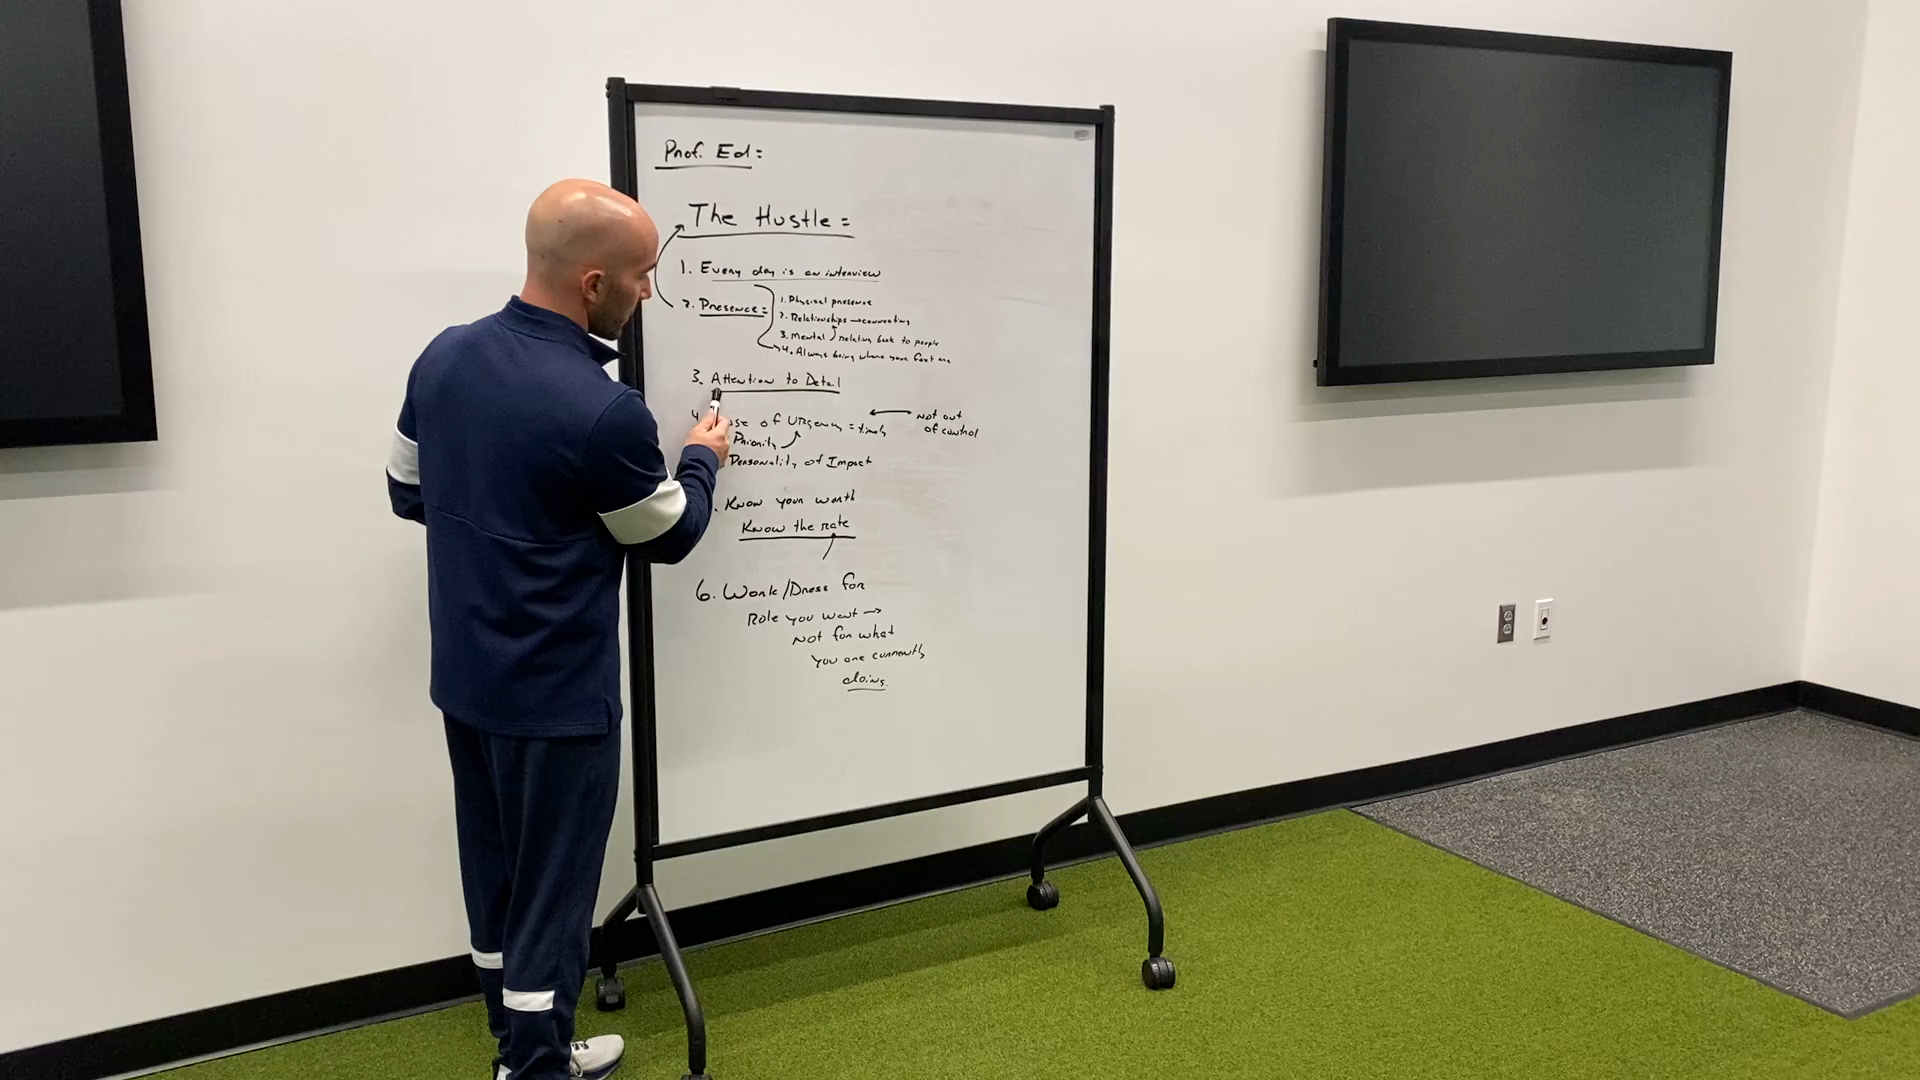 Prof. Ed:
The Hustle =
1. Every day is an interview
2. Presence =
1. Physical presence
2. Relationships → connecting
3. Mental relating back to people
4. Always being where your feet are
3. Attention to Detail
4. of Urgency = timely
Not out
of control
Priority
Personality of Impact
Know your worth
Know the rate
6. Work/Dress for
Role you want →
Not for what
you are currently
doing.